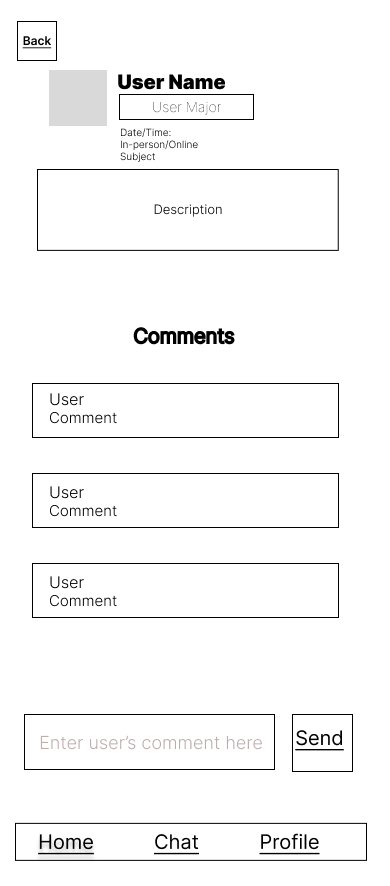 Back
User Name
User Major
Date/Time:
In-person/Online
Subject
Description
Comments
User
Comment
User
Comment
User
Comment
Enter user's comment here
Send
Home Chat Profile